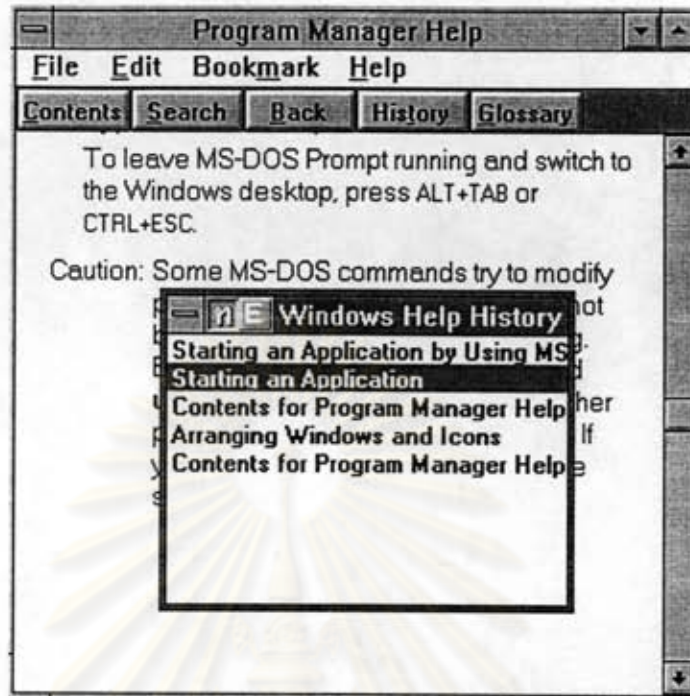 Program Manager Help
File Edit Bookmark Help
Contents Search Back History Glossary
To leave MS-DOS Prompt running and switch to
the Windows desktop, press ALT+TAB or
CTRL+ESC.
Caution: Some MS-DOS commands try to modify
Windows Help History
Starting an Application by Using MS
Starting an Application
Contents for Program Manager Help
Arranging Windows and Icons
Contents for Program Manager Help
her
If